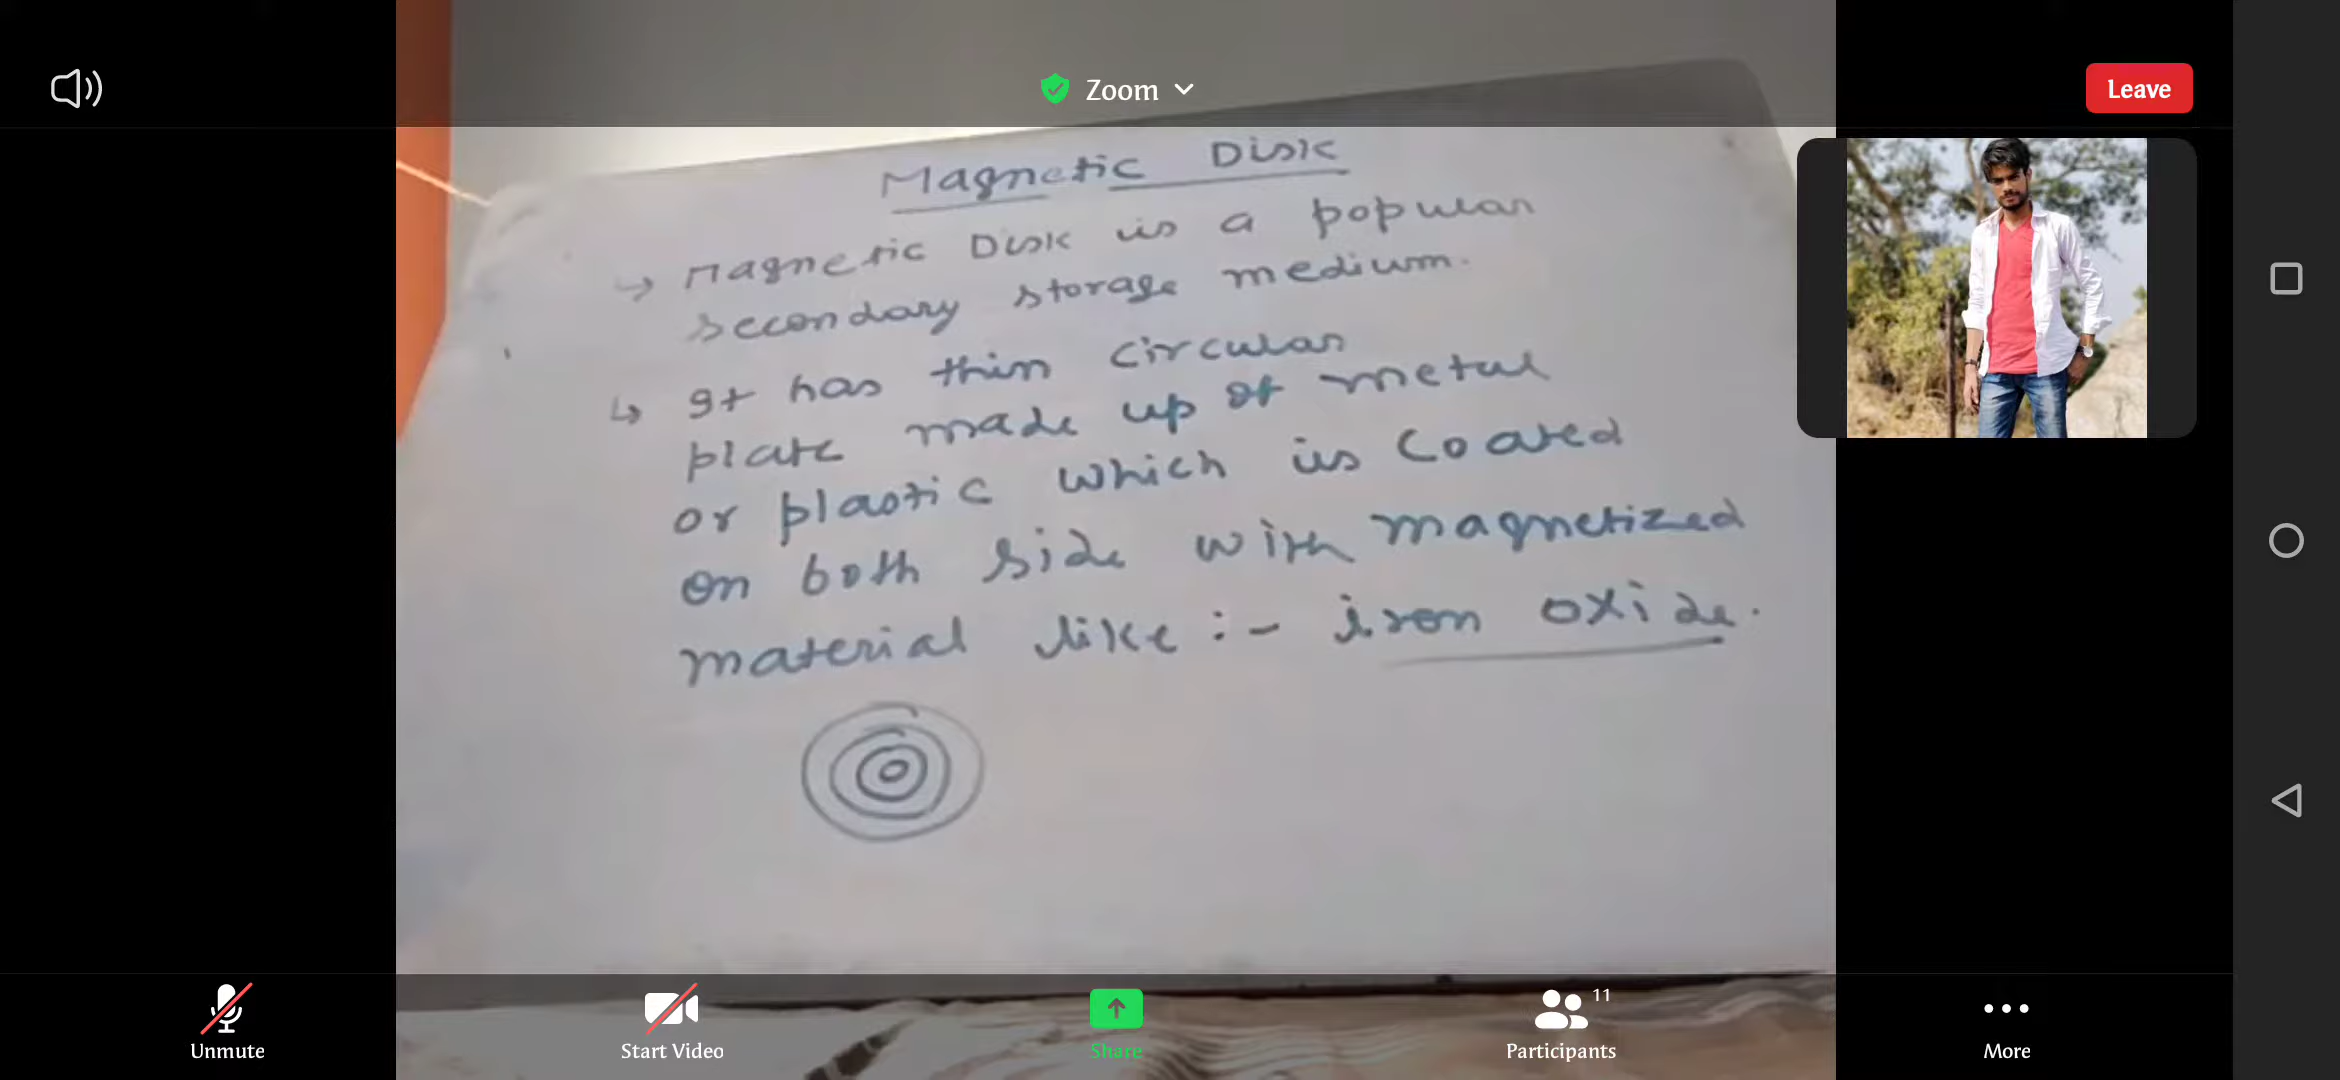 Zoom
Leave
Magnetic Disk
↳ Magnetic Disk is a popular
secondary storage medium.
↳ It has thin circular
plate made up of metal
or plastic which is coated
on both side with magnetized
material like :- iron oxide.
Unmute
Start Video
Share
Participants 11
More